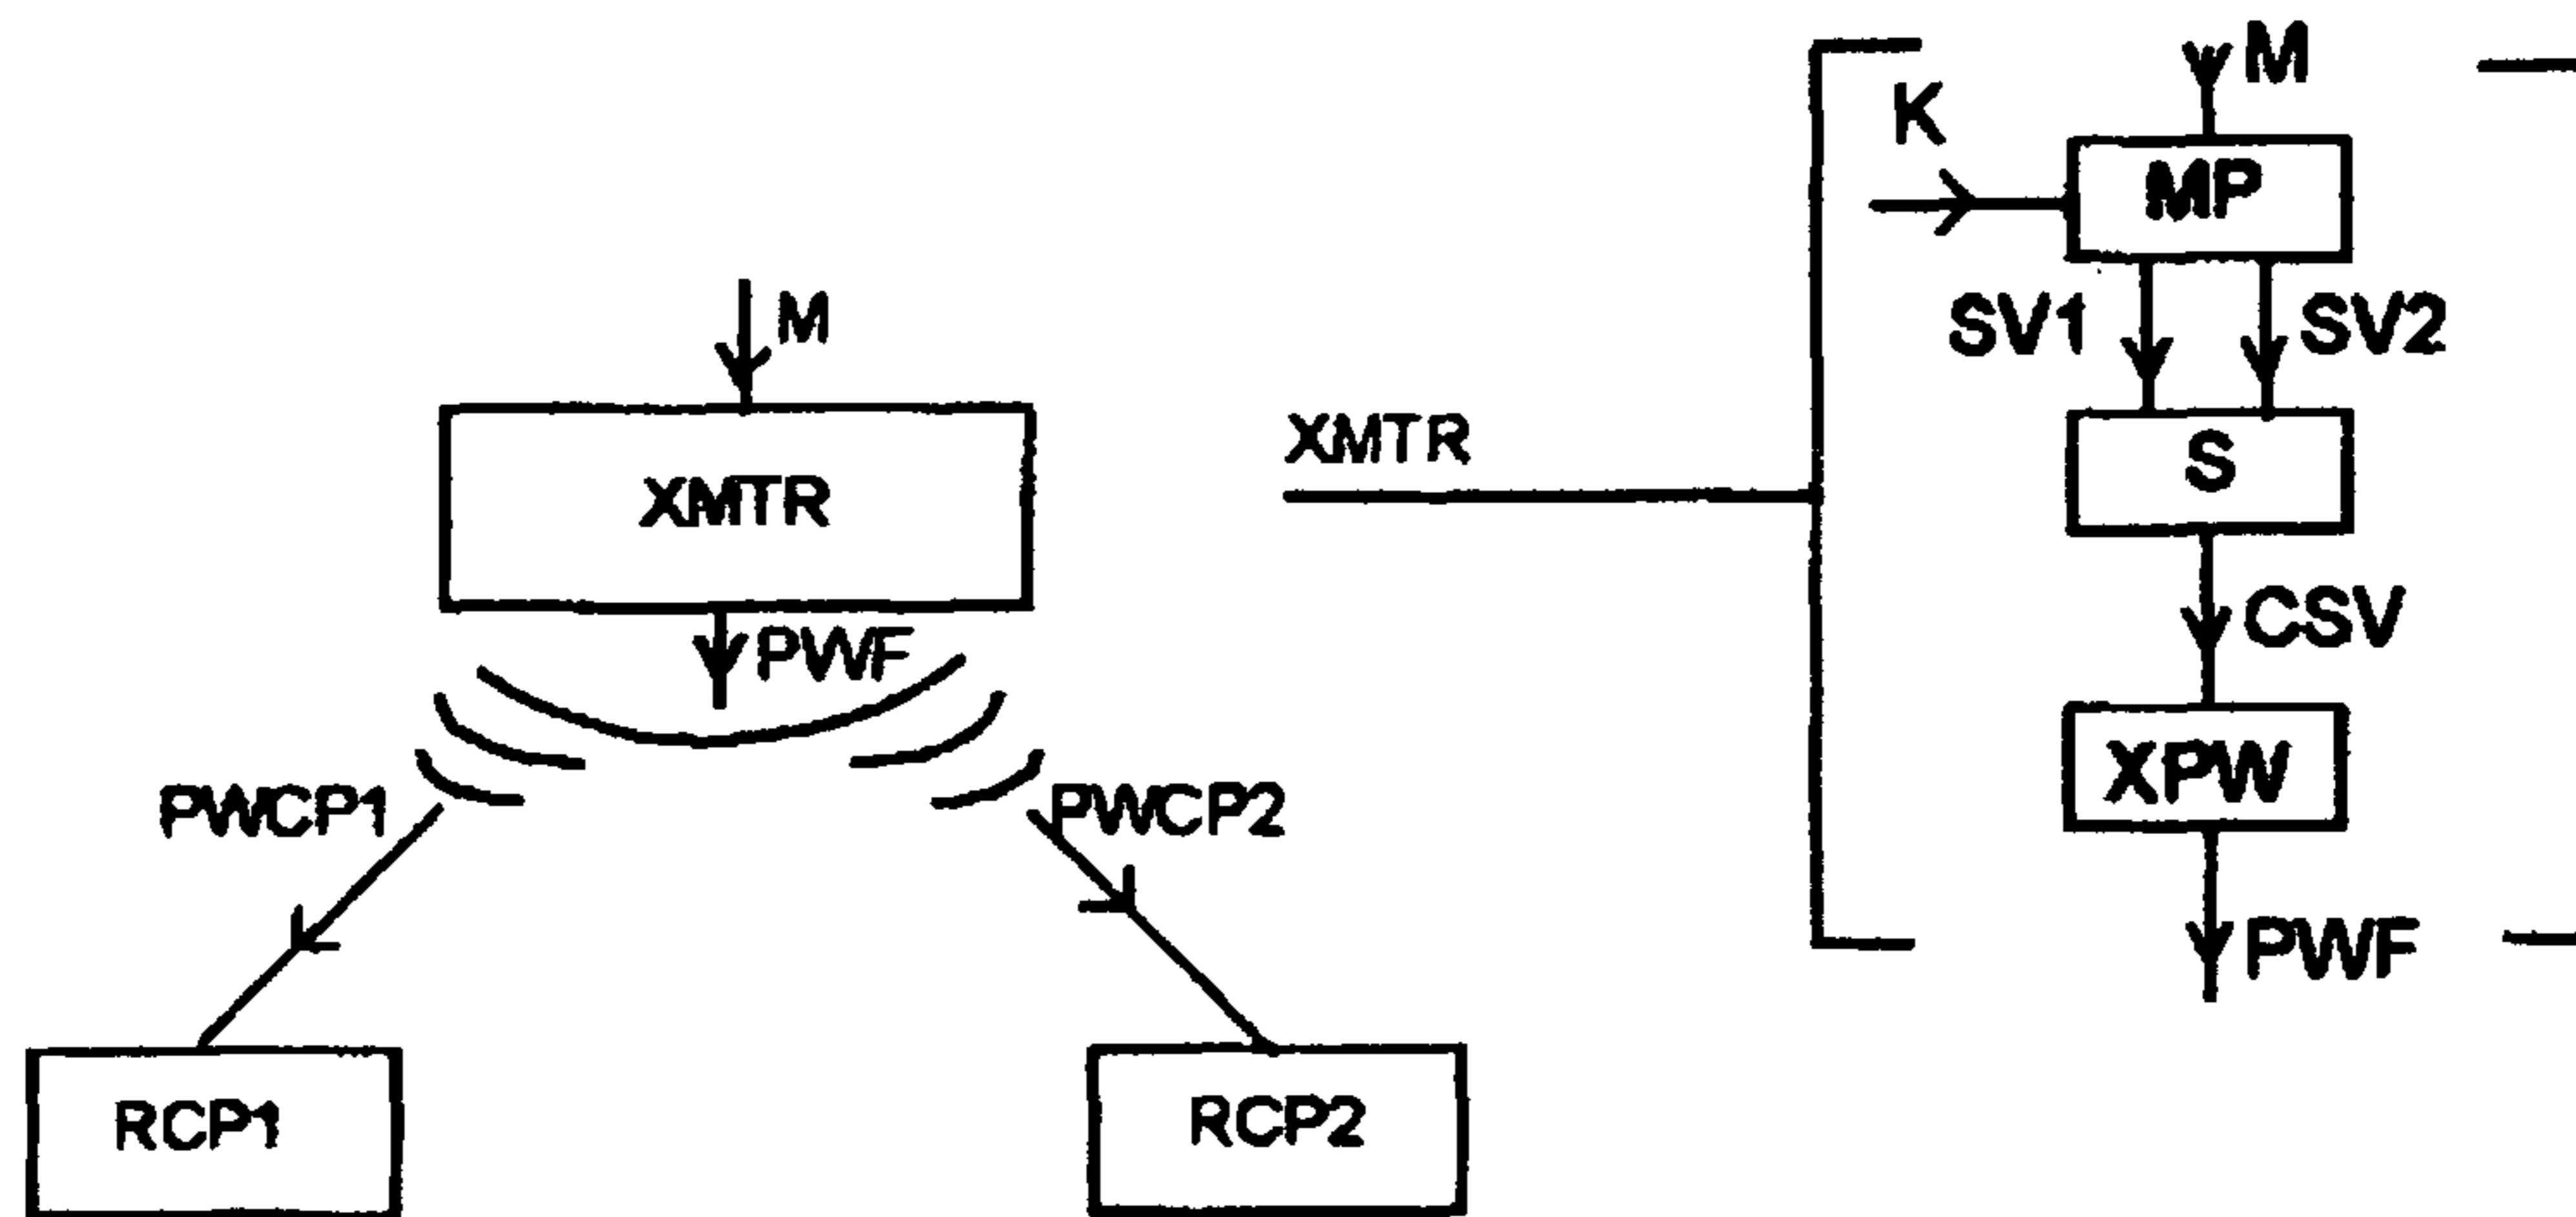 M
XMTR
PWF
PWCP1
PWCP2
RCP1
RCP2
XMTR
K
M
MP
SV1
SV2
S
CSV
XPW
PWF